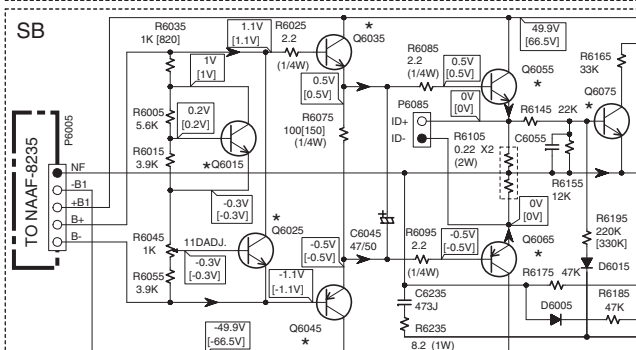 SB
R6035
1K [820]
1.1V
[1.1V]
R6025
2.2
(1/4W)
*
Q6035
49.9V
[66.5V]
1V
[1V]
0.5V
[0.5V]
R6085
2.2
(1/4W)
0.5V
[0.5V]
*
Q6055
R6165
33K
R6005
5.6K
0.2V
[0.2V]
R6075
100[150]
(1/4W)
P6085
ID+
ID-
0V
[0V]
R6145
22K
Q6075
R6105
0.22 X2
(2W)
C6055
P6005
TO NAAF-8235
NF
-B1
+B1
B+
B-
R6015
3.9K
*Q6015
R6155
12K
-0.3V
[-0.3V]
*
Q6025
0V
[0V]
R6045
1K
11DADJ.
-0.3V
[-0.3V]
-0.5V
[-0.5V]
C6045
47/50
R6095
2.2
(1/4W)
-0.5V
[-0.5V]
*
Q6065
R6195
220K
[330K]
D6015
R6055
3.9K
-1.1V
[-1.1V]
R6175
47K
C6235
473J
D6005
R6185
47K
-49.9V
[-66.5V]
Q6045
*
R6235
8.2 (1W)